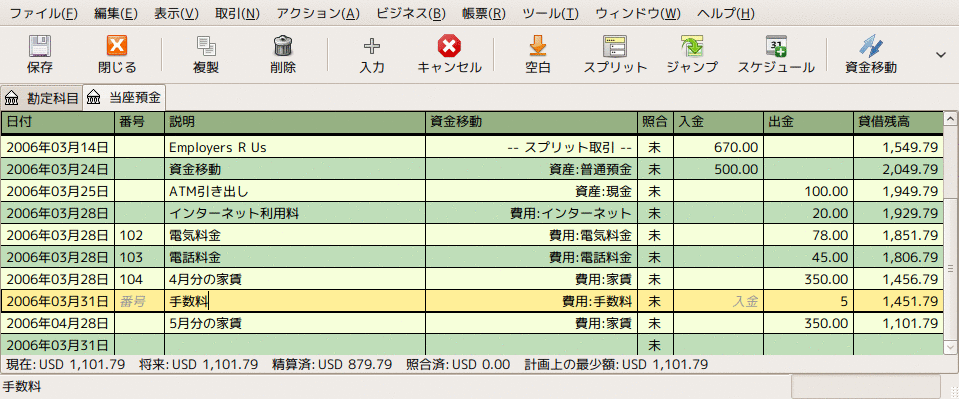 ファイル(F) 編集(E) 表示(V) 取引(N) アクション(A) ビジネス(B) 帳票(R) ツール(T) ウィンドウ(W) ヘルプ(H)
保存 閉じる 複製 削除 入力 キャンセル 空白 スプリット ジャンプ スケジュール 資金移動
勘定科目 当座預金
日付 番号 説明 資金移動 照合 入金 出金 貸借残高
2006年03月14日 Employers R Us -- スプリット取引 -- 未 670.00 1,549.79
2006年03月24日 資金移動 資産:普通預金 未 500.00 2,049.79
2006年03月25日 ATM引き出し 資産:現金 未 100.00 1,949.79
2006年03月28日 インターネット利用料 費用:インターネット 未 20.00 1,929.79
2006年03月28日 102 電気料金 費用:電気料金 未 78.00 1,851.79
2006年03月28日 103 電話料金 費用:電話料金 未 45.00 1,806.79
2006年03月28日 104 4月分の家賃 費用:家賃 未 350.00 1,456.79
2006年03月31日 番号 手数料 費用:手数料 未 入金 5 1,451.79
2006年04月28日 5月分の家賃 費用:家賃 未 350.00 1,101.79
2006年03月31日 未
現在: USD 1,101.79 将来: USD 1,101.79 精算済: USD 879.79 照合済: USD 0.00 計画上の最少額: USD 1,101.79
手数料